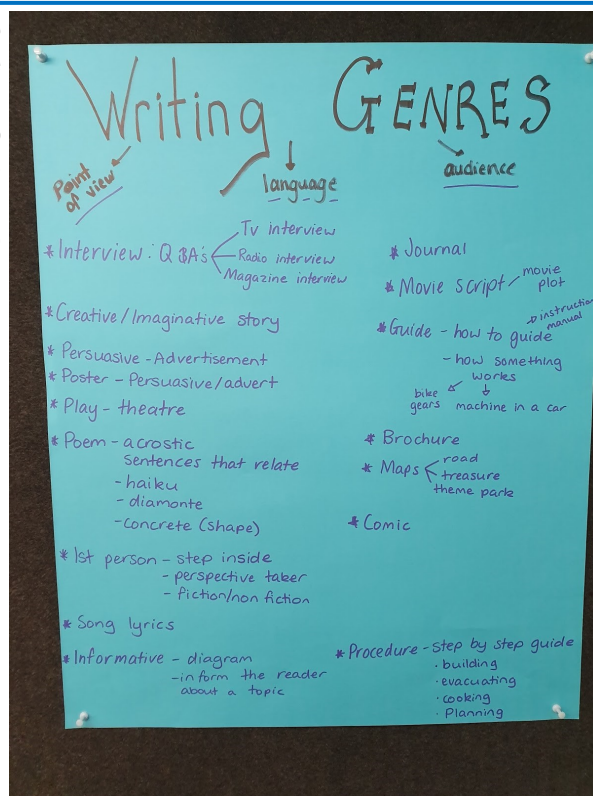 Writing GENRES
Point
of view
language
audience
* Interview : Q &A's
Tv interview
Radio interview
Magazine interview
* Creative/Imaginative story
* Persuasive - Advertisement
* Poster - Persuasive/advert
* Play - theatre
* Poem - acrostic
Sentences that relate
- haiku
- diamonte
- concrete (shape)
* 1st person - step inside
- perspective taker
- fiction/non fiction
* Song lyrics
* Informative - diagram
- inform the reader
about a topic
* Journal
* Movie script
movie
plot
* Guide - how to guide
instruction
manual
- how something
works
bike
gears
machine in a car
* Brochure
* Maps
road
treasure
theme park
* Comic
* Procedure - step by step guide
· building
· evacuating
· cooking
· Planning